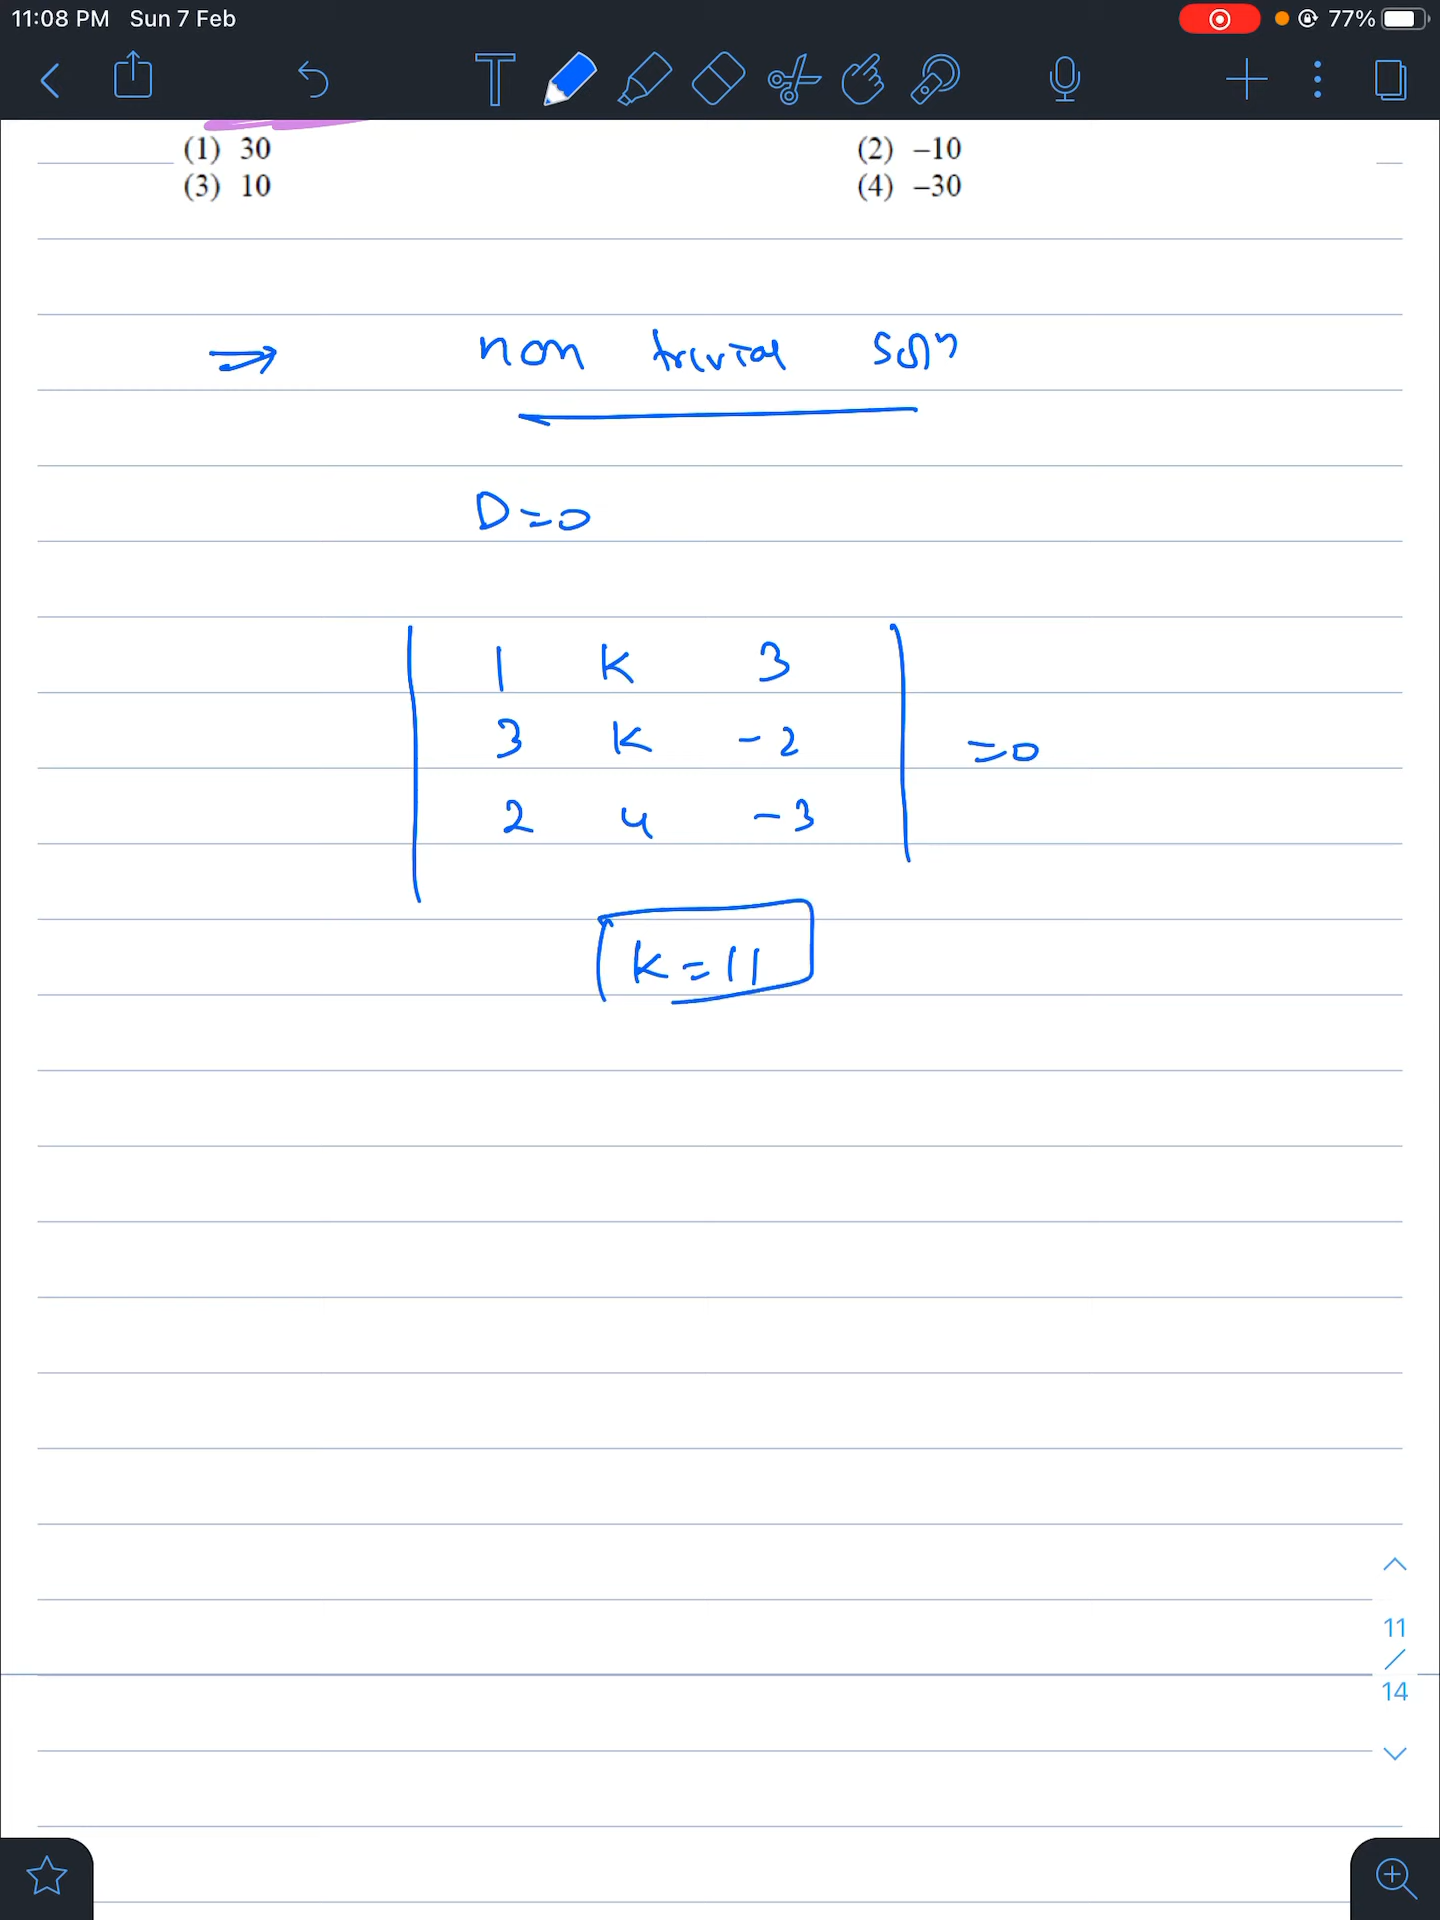 11:08 PM Sun 7 Feb 77%
T
(1) 30 (2) –10
(3) 10 (4) –30
⇒ non trivial solⁿ
D=0
1 K 3
3 K -2 =0
2 4 -3
K=11
11
/
14